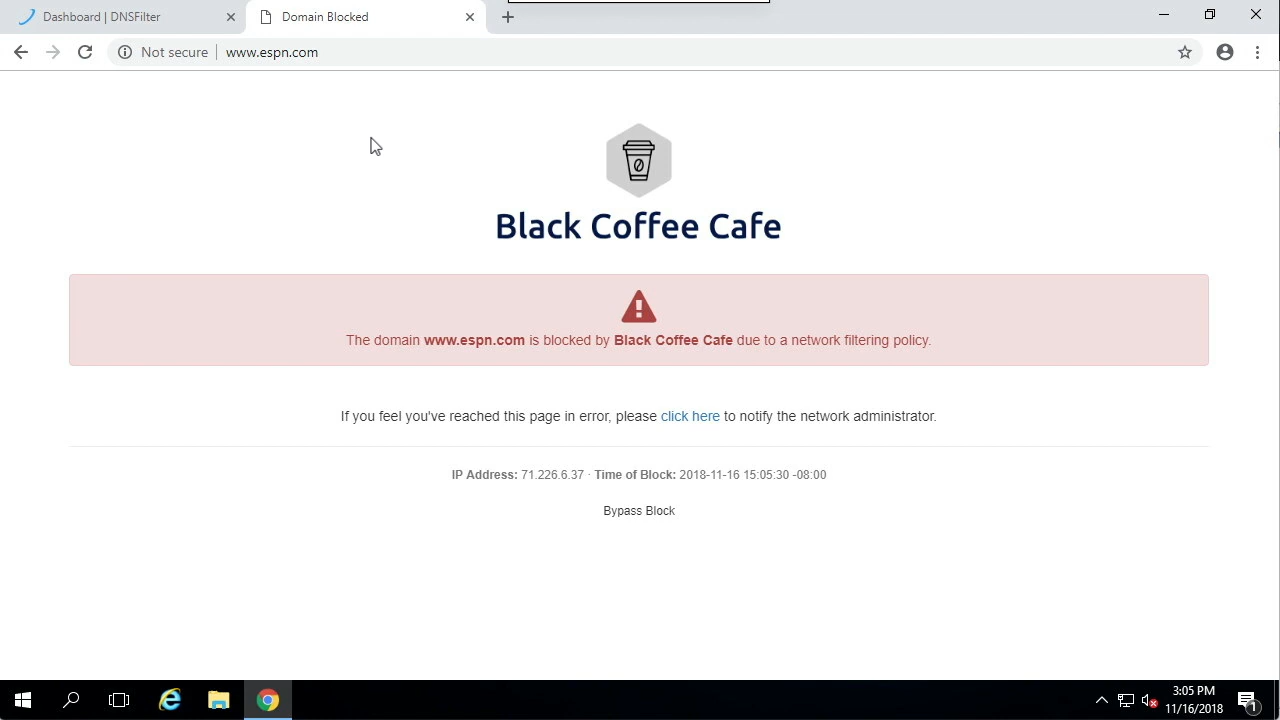 Dashboard | DNSFilter
Domain Blocked
Not secure
www.espn.com
Black Coffee Cafe
The domain www.espn.com is blocked by Black Coffee Cafe due to a network filtering policy.
If you feel you've reached this page in error, please click here to notify the network administrator.
IP Address: 71.226.6.37 · Time of Block: 2018-11-16 15:05:30 -08:00
Bypass Block
3:05 PM
11/16/2018
1